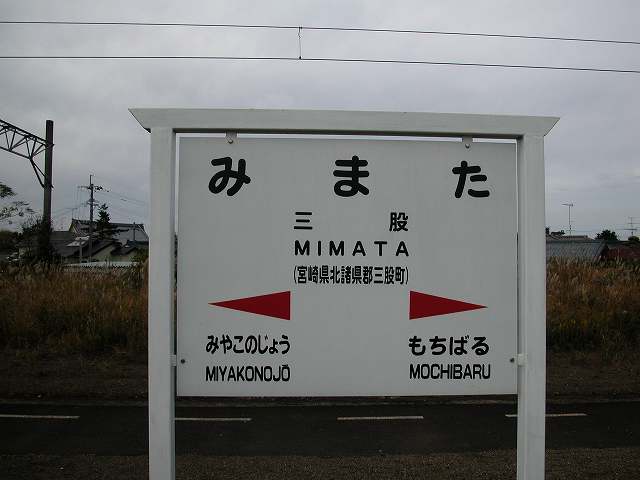 みまた
三股
MIMATA
(宮崎県北諸県郡三股町)
みやこのじょう もちばる
MIYAKONOJŌ MOCHIBARU